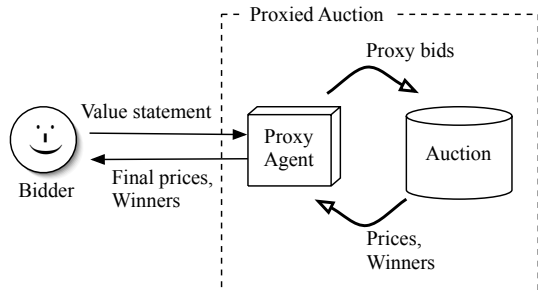 Proxied Auction
Proxy bids
Value statement
Proxy
Agent
Auction
Bidder
Final prices,
Winners
Prices,
Winners